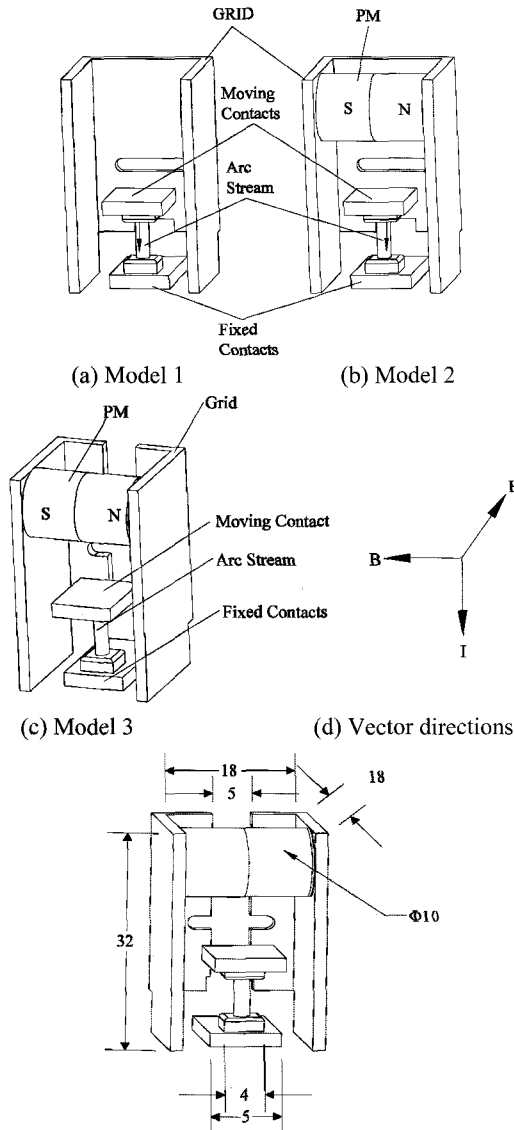 GRID
PM
Moving
Contacts
S
N
Arc
Stream
Fixed
Contacts
(a) Model 1
(b) Model 2
PM
Grid
S
N
Moving Contact
Arc Stream
Fixed Contacts
B
I
(c) Model 3
(d) Vector directions
18
5
18
Φ10
32
4
5